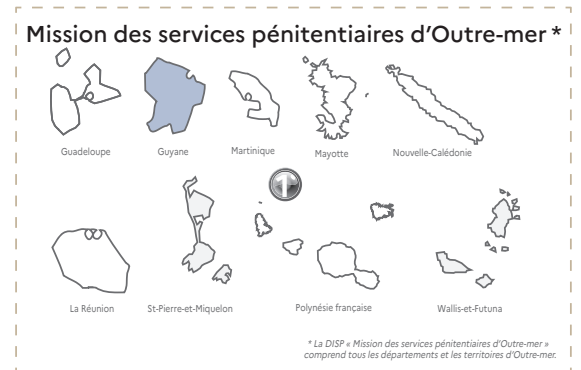 Mission des services pénitentiaires d'Outre-mer *
Guadeloupe
Guyane
Martinique
Mayotte
Nouvelle-Calédonie
1
La Réunion
St-Pierre-et-Miquelon
Polynésie française
Wallis-et-Futuna
* La DISP « Mission des services pénitentiaires d'Outre-mer »
comprend tous les départements et les territoires d'Outre-mer.